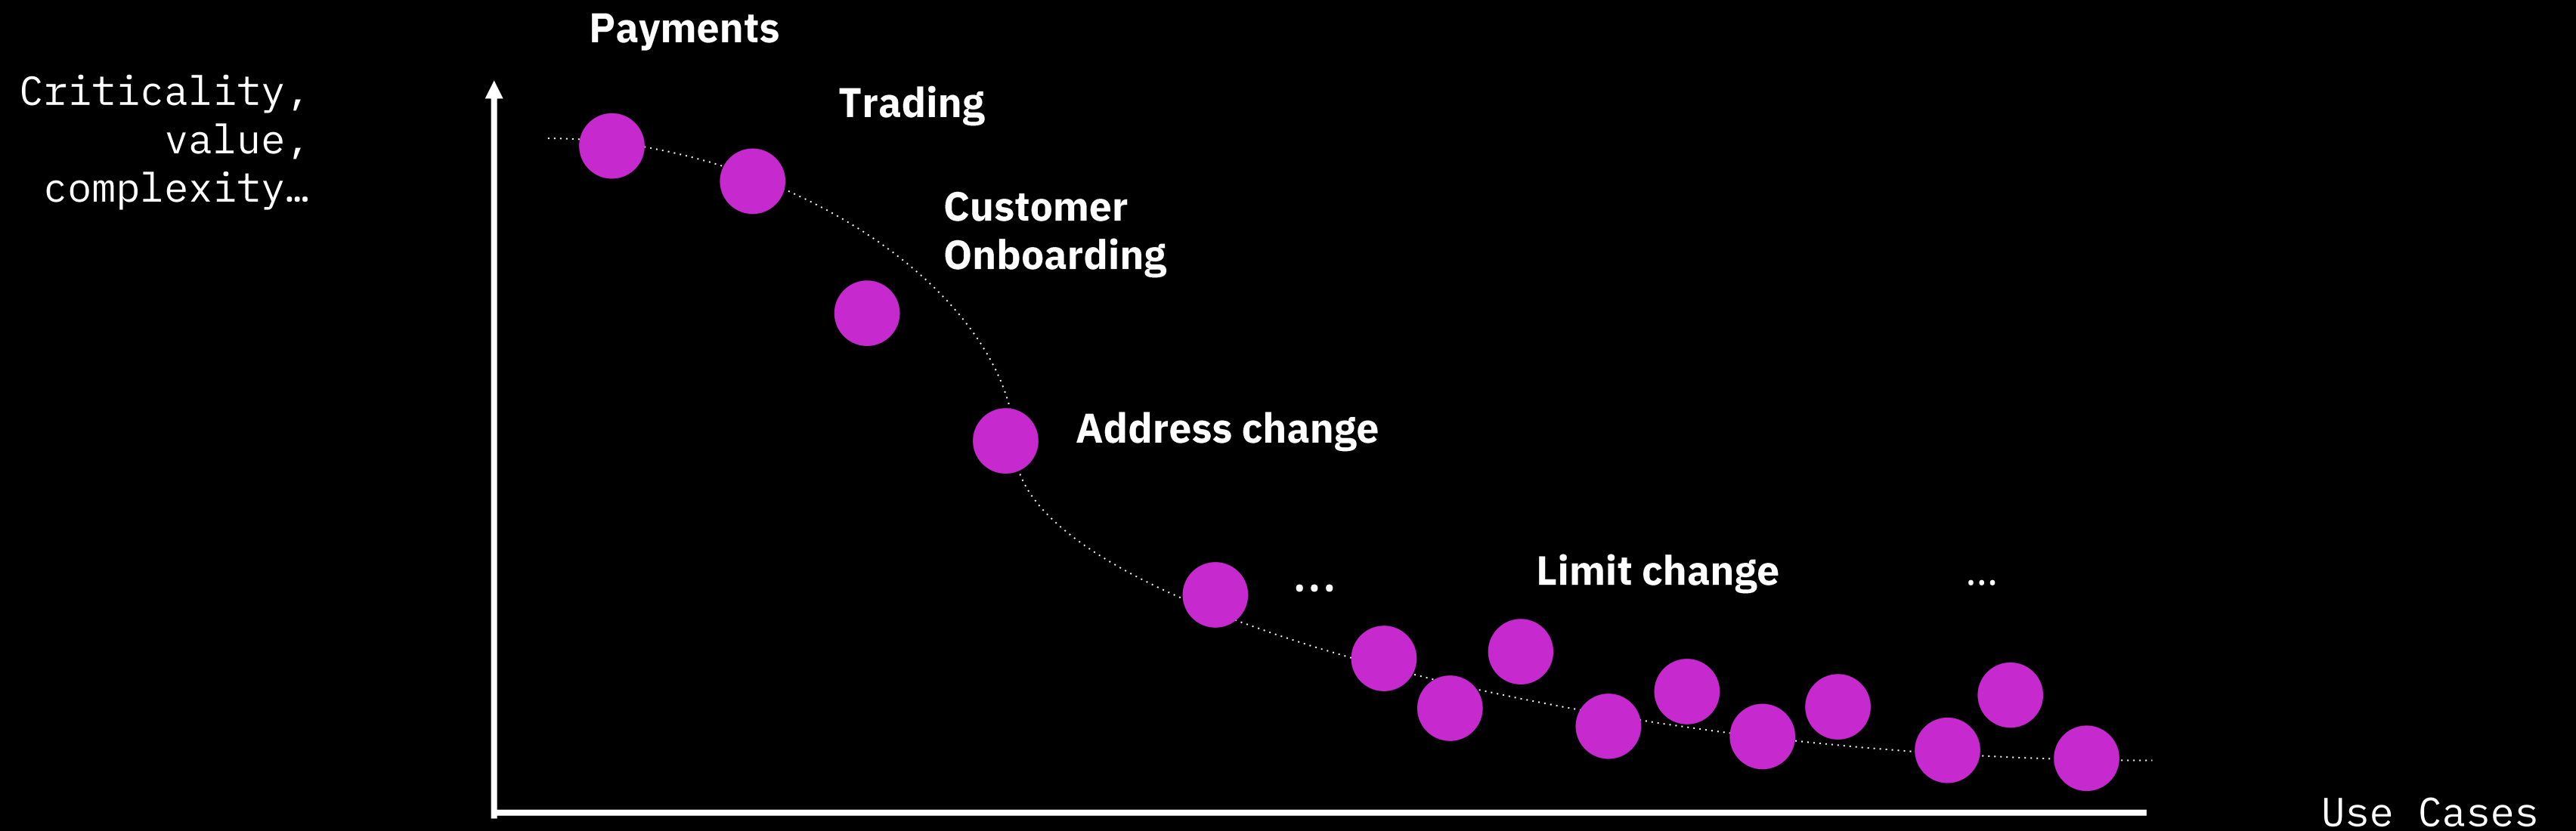 Payments
Criticality,
value,
complexity…
Trading
Customer
Onboarding
Address change
...
Limit change
...
Use Cases